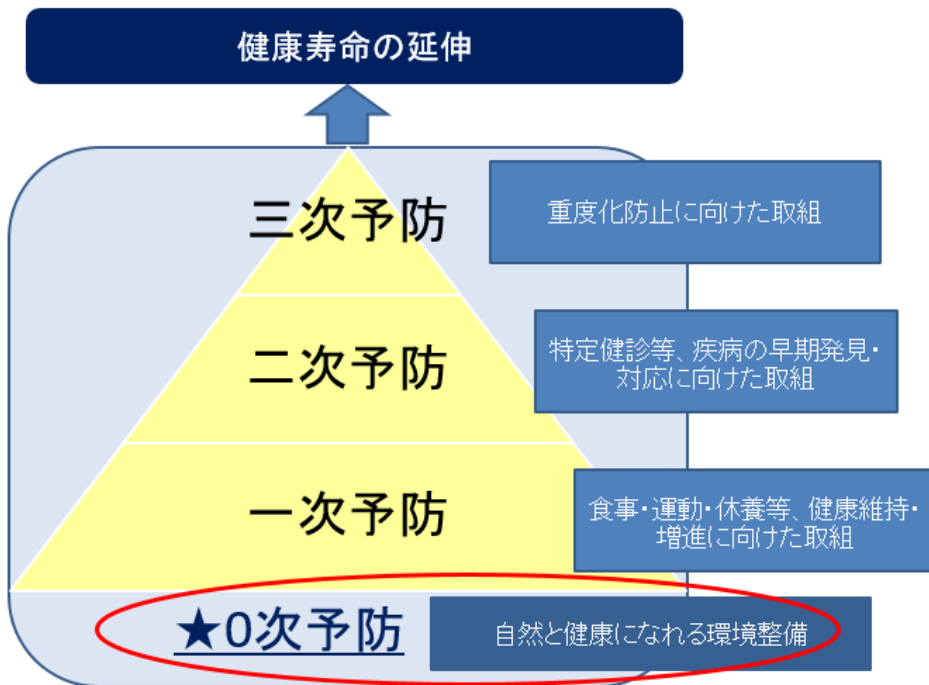 健康寿命の延伸
三次予防
重度化防止に向けた取組
二次予防
特定健診等、疾病の早期発見・
対応に向けた取組
一次予防
食事・運動・休養等、健康維持・
増進に向けた取組
★0次予防
自然と健康になれる環境整備